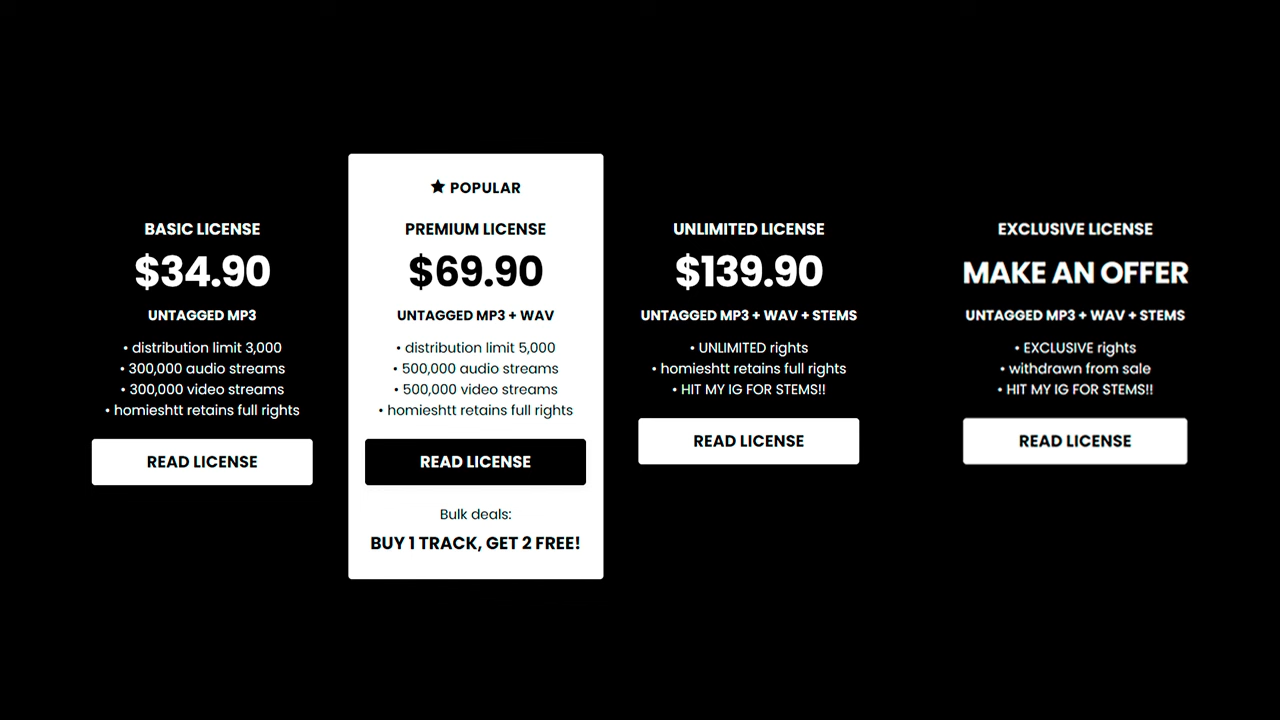 BASIC LICENSE
$34.90
UNTAGGED MP3
• distribution limit 3,000
• 300,000 audio streams
• 300,000 video streams
• homieshtt retains full rights
READ LICENSE
★ POPULAR
PREMIUM LICENSE
$69.90
UNTAGGED MP3 + WAV
• distribution limit 5,000
• 500,000 audio streams
• 500,000 video streams
• homieshtt retains full rights
READ LICENSE
Bulk deals:
BUY 1 TRACK, GET 2 FREE!
UNLIMITED LICENSE
$139.90
UNTAGGED MP3 + WAV + STEMS
• UNLIMITED rights
• homieshtt retains full rights
• HIT MY IG FOR STEMS!!
READ LICENSE
EXCLUSIVE LICENSE
MAKE AN OFFER
UNTAGGED MP3 + WAV + STEMS
• EXCLUSIVE rights
• withdrawn from sale
• HIT MY IG FOR STEMS!!
READ LICENSE